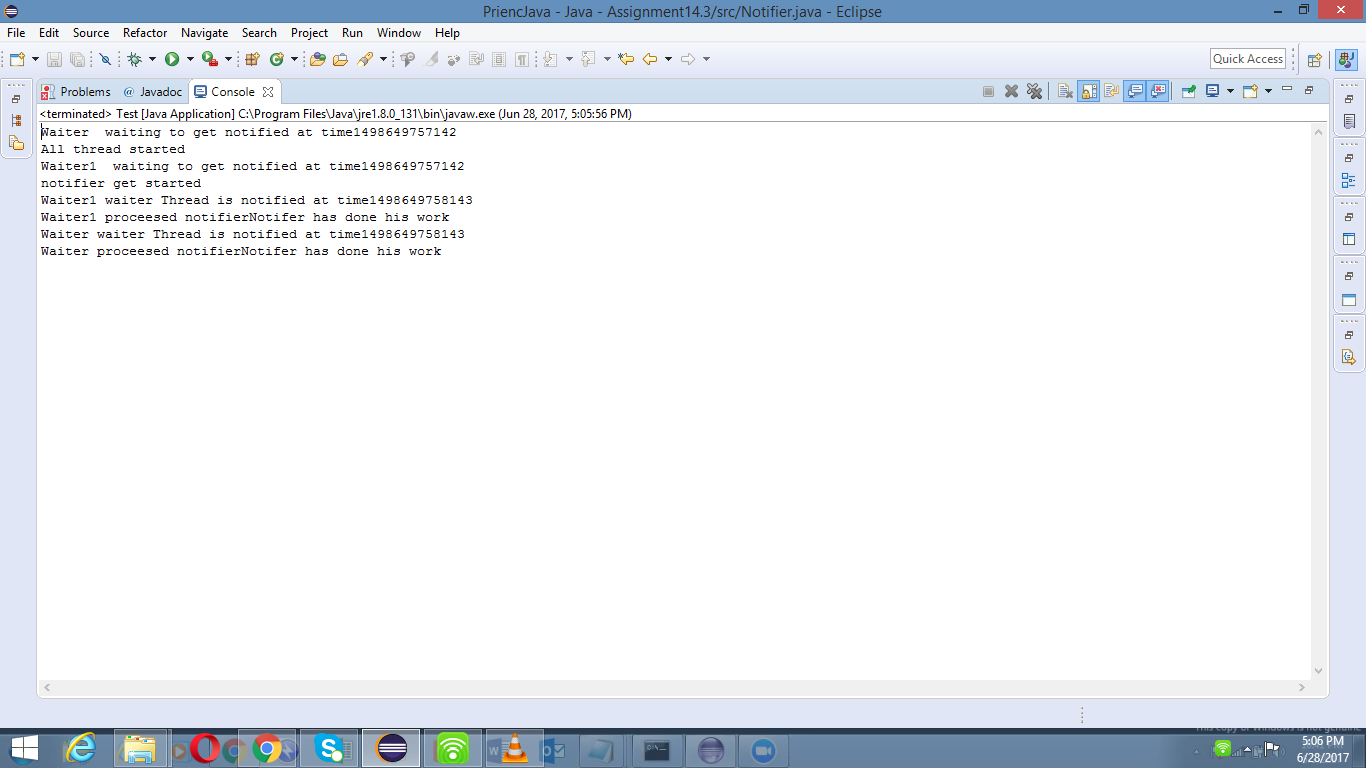 PriencJava - Java - Assignment14.3/src/Notifier.java - Eclipse
File Edit Source Refactor Navigate Search Project Run Window Help
Quick Access
Problems @ Javadoc Console
<terminated> Test [Java Application] C:\Program Files\Java\jre1.8.0_131\bin\javaw.exe (Jun 28, 2017, 5:05:56 PM)
Waiter  waiting to get notified at time1498649757142
All thread started
Waiter1  waiting to get notified at time1498649757142
notifier get started
Waiter1 waiter Thread is notified at time1498649758143
Waiter1 proceesed notifierNotifer has done his work
Waiter waiter Thread is notified at time1498649758143
Waiter proceesed notifierNotifer has done his work
This copy of Windows is not genuine
5:06 PM
6/28/2017